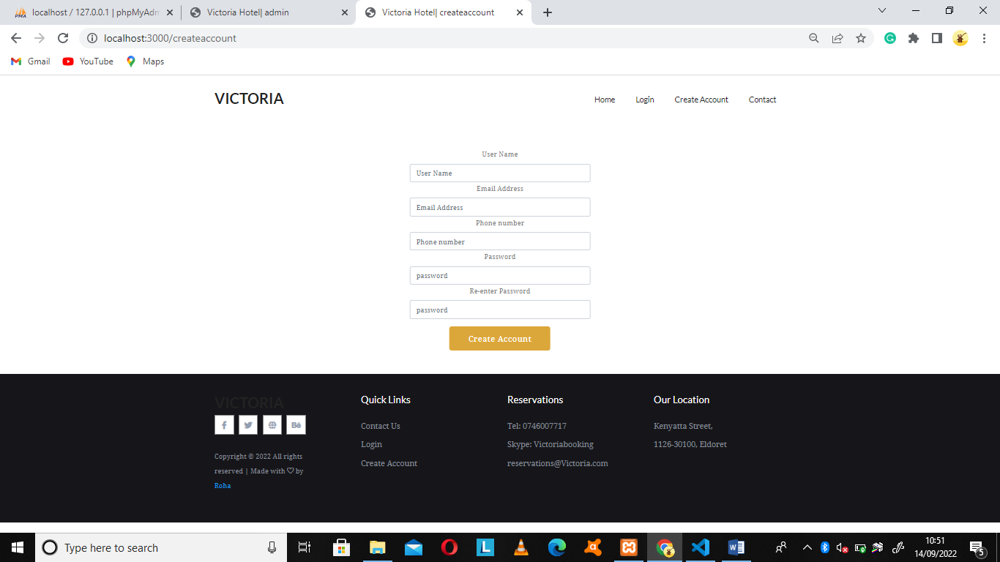 localhost / 127.0.0.1 | phpMyAdm
Victoria Hotel| admin
Victoria Hotel| createaccount
localhost:3000/createaccount
Gmail
YouTube
Maps
VICTORIA
Home
Login
Create Account
Contact
User Name
User Name
Email Address
Email Address
Phone number
Phone number
Password
password
Re-enter Password
password
Create Account
VICTORIA
Copyright © 2022 All rights
reserved | Made with ♡ by
Roha
Quick Links
Contact Us
Login
Create Account
Reservations
Tel: 0746007717
Skype: Victoriabooking
reservations@Victoria.com
Our Location
Kenyatta Street,
1126-30100, Eldoret
Type here to search
10:51
14/09/2022
5